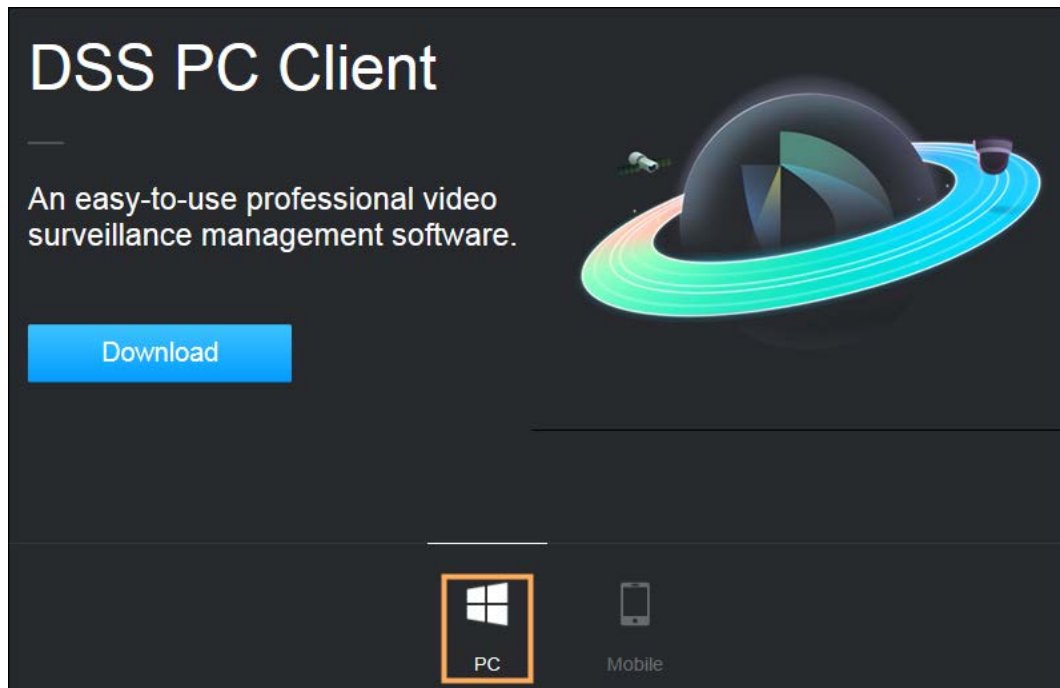 DSS PC Client
An easy-to-use professional video
surveillance management software.
Download
PC
Mobile